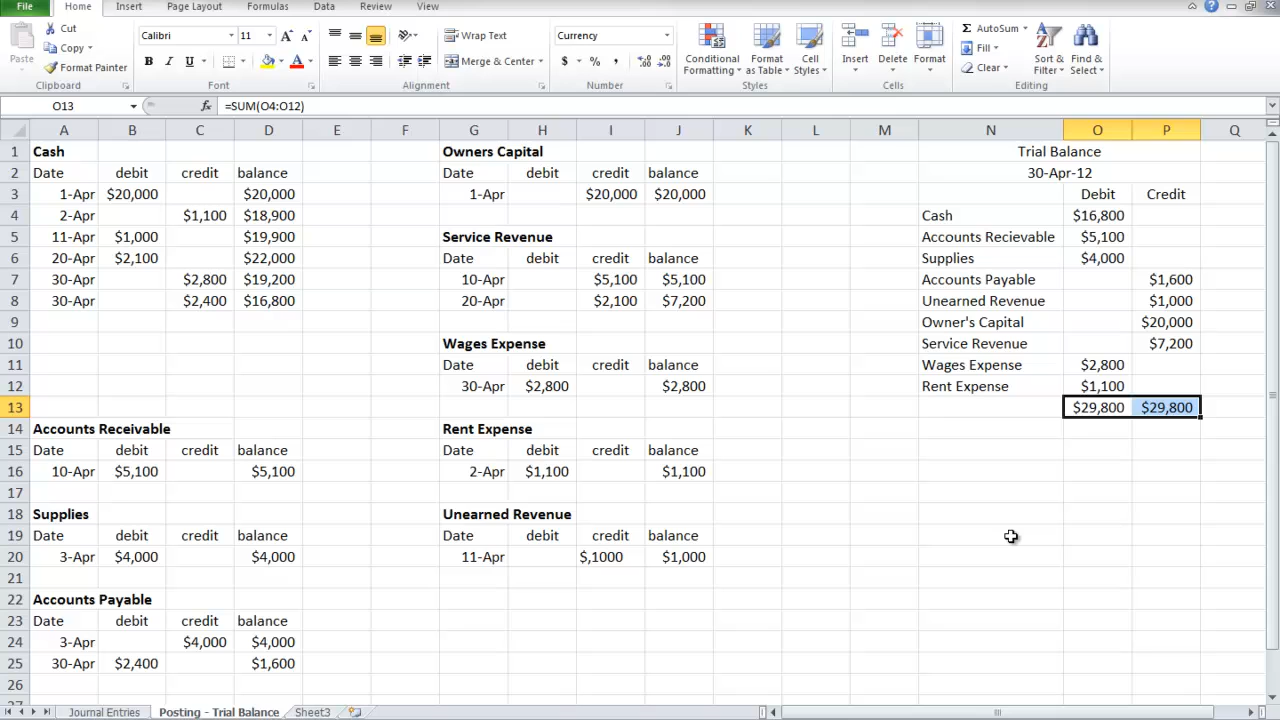 File Home Insert Page Layout Formulas Data Review View
Cut
Copy
Format Painter
Paste
Clipboard
Calibri 11
B I U
Font
Wrap Text
Merge & Center
Alignment
Currency
$ % ,
Number
Conditional Formatting
Format as Table
Cell Styles
Styles
Insert Delete Format
Cells
AutoSum
Fill
Clear
Sort & Filter
Find & Select
Editing
O13 fx =SUM(O4:O12)
A B C D E F G H I J K L M N O P Q
1 Cash Owners Capital Trial Balance
2 Date debit credit balance Date debit credit balance 30-Apr-12
3 1-Apr $20,000 $20,000 1-Apr $20,000 $20,000 Debit Credit
4 2-Apr $1,100 $18,900 Cash $16,800
5 11-Apr $1,000 $19,900 Service Revenue Accounts Recievable $5,100
6 20-Apr $2,100 $22,000 Date debit credit balance Supplies $4,000
7 30-Apr $2,800 $19,200 10-Apr $5,100 $5,100 Accounts Payable $1,600
8 30-Apr $2,400 $16,800 20-Apr $2,100 $7,200 Unearned Revenue $1,000
9 Owner's Capital $20,000
10 Wages Expense Service Revenue $7,200
11 Date debit credit balance Wages Expense $2,800
12 30-Apr $2,800 $2,800 Rent Expense $1,100
13 $29,800 $29,800
14 Accounts Receivable Rent Expense
15 Date debit credit balance Date debit credit balance
16 10-Apr $5,100 $5,100 2-Apr $1,100 $1,100
17
18 Supplies Unearned Revenue
19 Date debit credit balance Date debit credit balance
20 3-Apr $4,000 $4,000 11-Apr $,1000 $1,000
21
22 Accounts Payable
23 Date debit credit balance
24 3-Apr $4,000 $4,000
25 30-Apr $2,400 $1,600
26
27
Journal Entries Posting - Trial Balance Sheet3